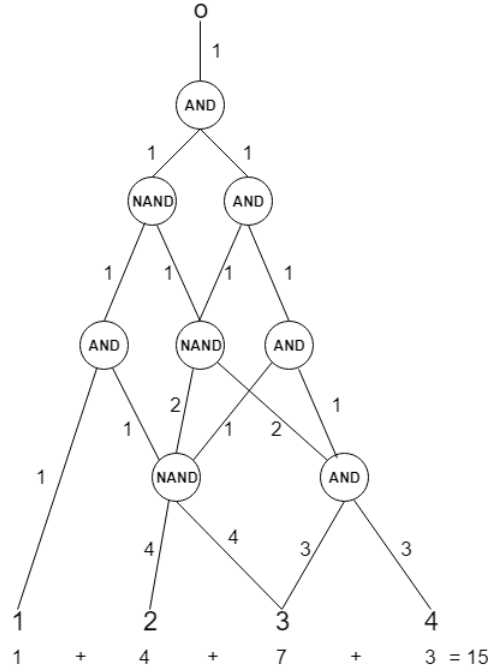 O
1
AND
1 1
NAND AND
1 1 1 1
AND NAND AND
2 1
1 1 2
1
NAND AND
4
4 3 3
1 2 3 4
1 + 4 + 7 + 3 = 15